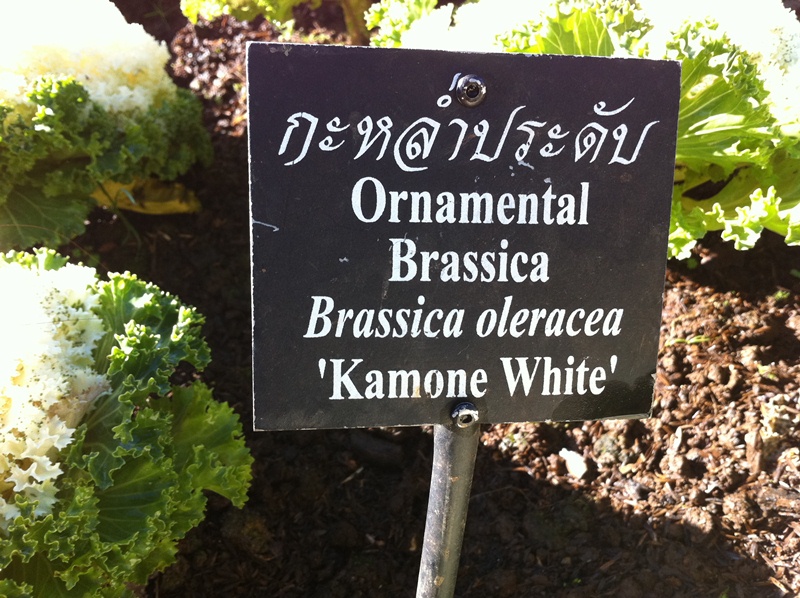 กะหล่ำประดับ
Ornamental
Brassica
Brassica oleracea
'Kamone White'